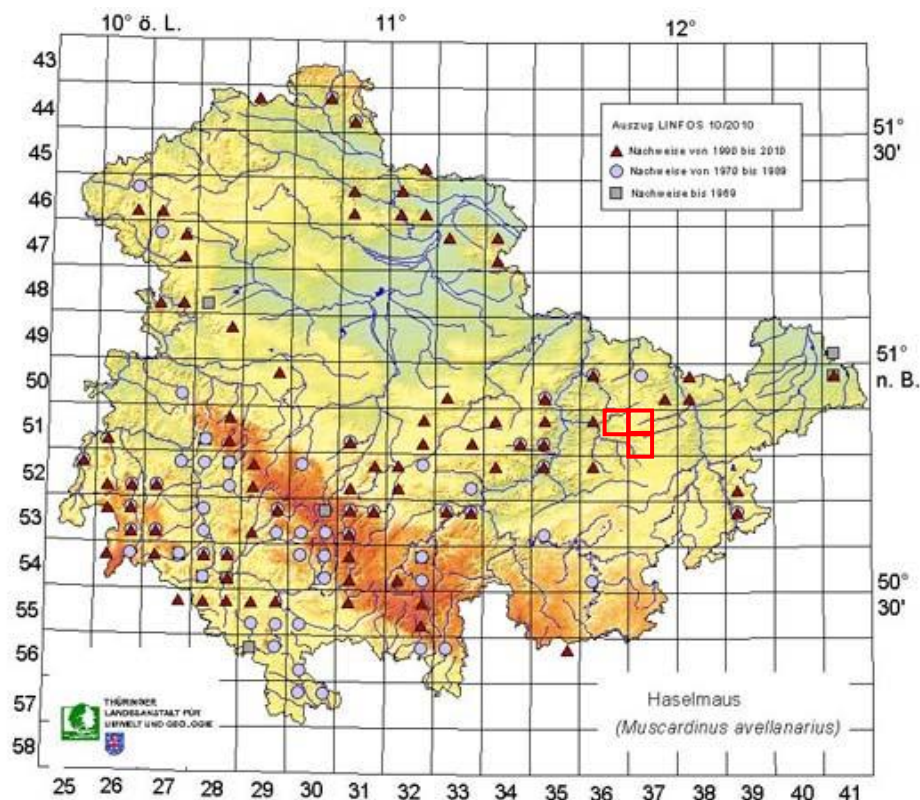 10° ö. L.
11°
12°
43
44
45
46
47
48
49
50
51
52
53
54
55
56
57
58
Auszug LINFOS 10/2010
Nachweise von 1990 bis 2010
Nachweise von 1970 bis 1989
Nachweise bis 1969
51°
30'
51°
n. B.
50°
30'
Haselmaus
(Muscardinus avellanarius)
THÜRINGER
LANDESANSTALT FÜR
UMWELT UND GEOLOGIE
25 26 27 28 29 30 31 32 33 34 35 36 37 38 39 40 41